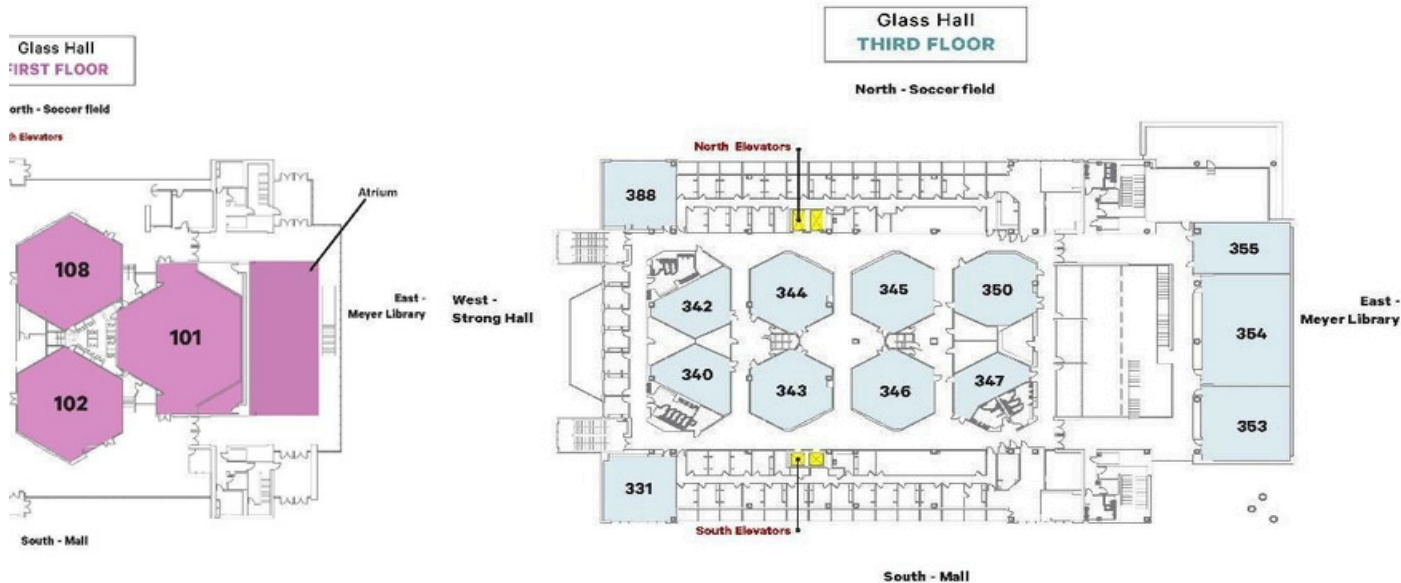 Glass Hall
FIRST FLOOR
orth - Soccer field
th Elevators
Atrium
108
101
102
East -
Meyer Library
South - Mall
Glass Hall
THIRD FLOOR
North - Soccer field
North Elevators
388
355
342
344
345
350
West -
Strong Hall
354
East -
Meyer Library
340
343
346
347
353
331
South Elevators
South - Mall